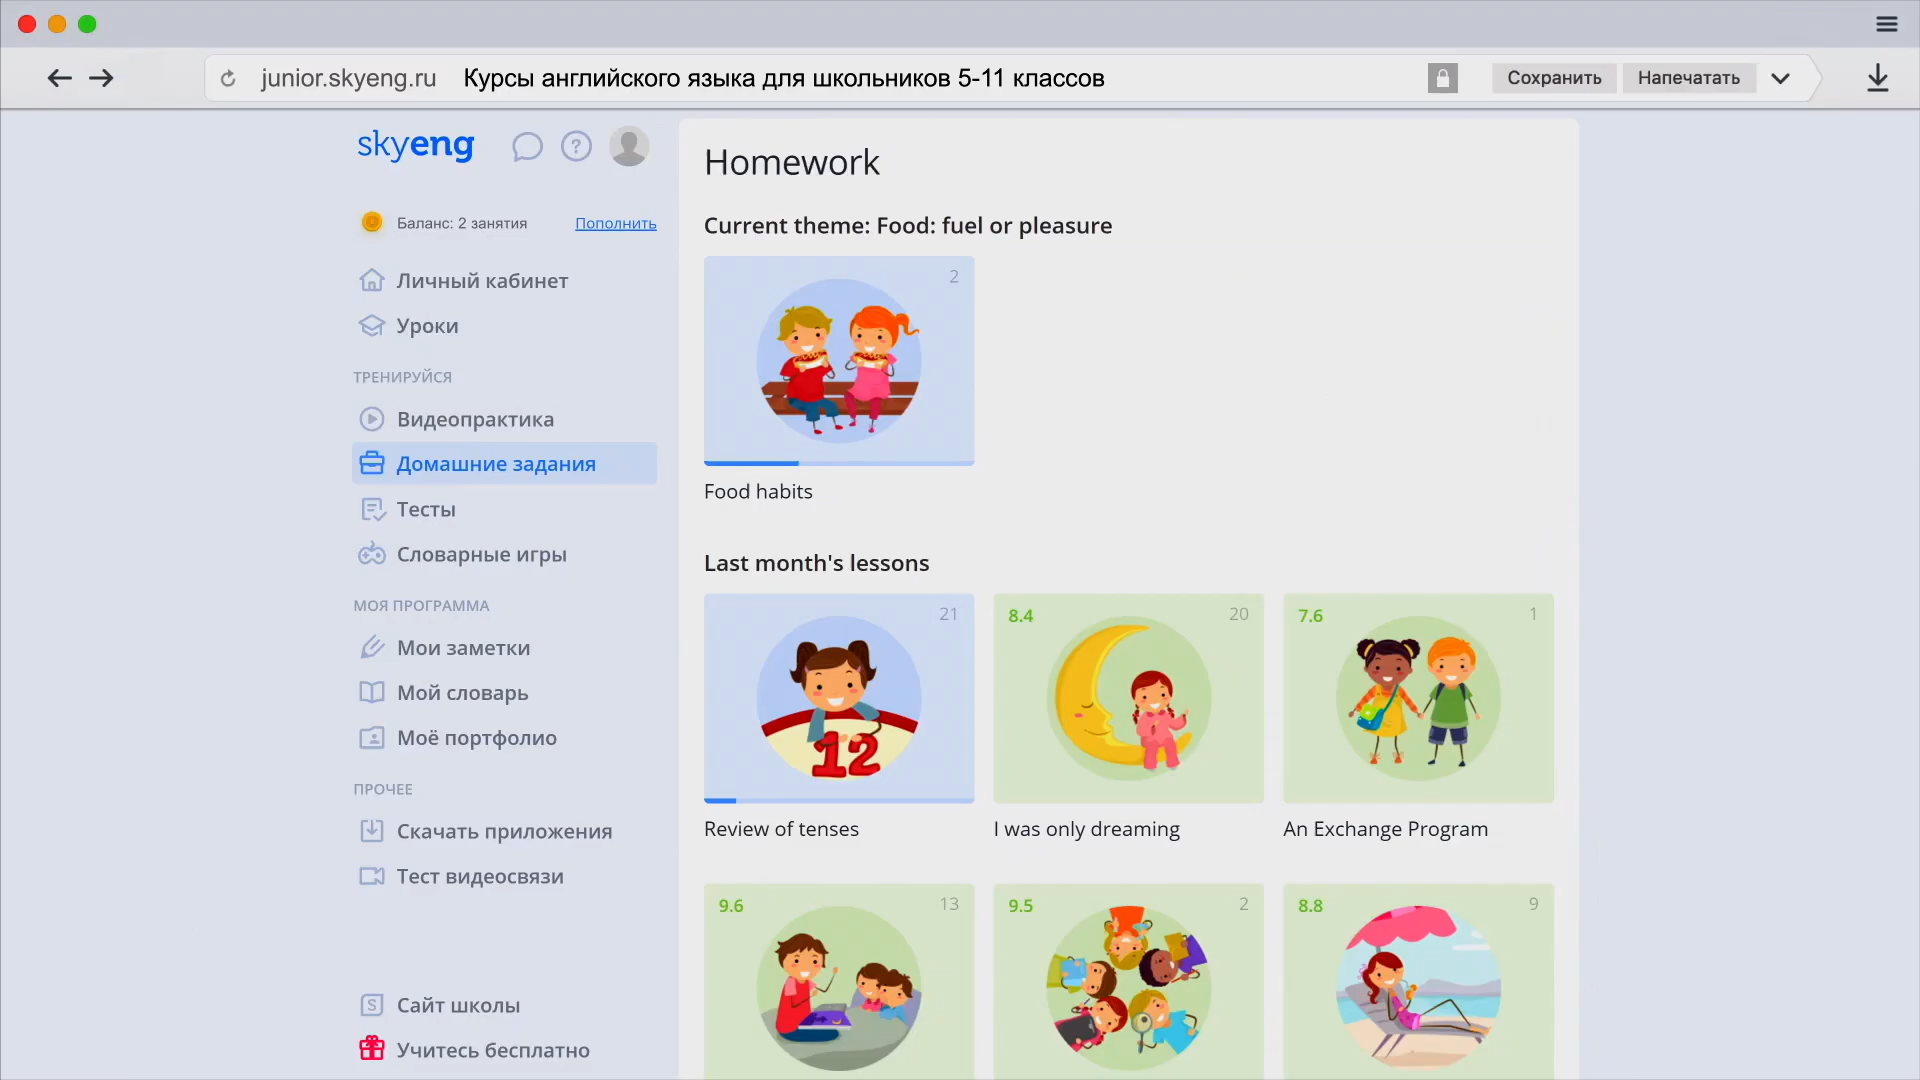 junior.skyeng.ru Курсы английского языка для школьников 5-11 классов Сохранить Напечатать
skyeng
?
Баланс: 2 занятия Пополнить
Личный кабинет
Уроки
ТРЕНИРУЙСЯ
Видеопрактика
Домашние задания
Тесты
Словарные игры
МОЯ ПРОГРАММА
Мои заметки
Мой словарь
Моё портфолио
ПРОЧЕЕ
Скачать приложения
Тест видеосвязи
S Сайт школы
Учитесь бесплатно
Homework
Current theme: Food: fuel or pleasure
2
Food habits
Last month's lessons
21
12
Review of tenses
8.4 20
I was only dreaming
7.6 1
An Exchange Program
9.6 13
9.5 2
8.8 9